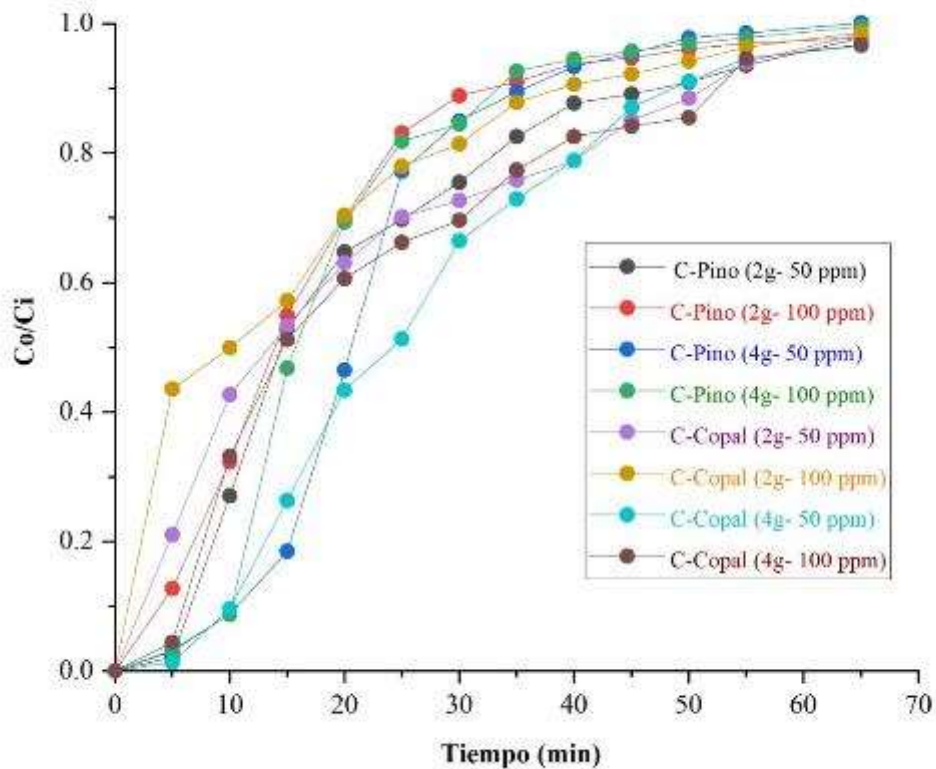 1.0
0.8
0.6
0.4
0.2
0.0
Co/Ci
0 10 20 30 40 50 60 70
Tiempo (min)
C-Pino (2g- 50 ppm)
C-Pino (2g- 100 ppm)
C-Pino (4g- 50 ppm)
C-Pino (4g- 100 ppm)
C-Copal (2g- 50 ppm)
C-Copal (2g- 100 ppm)
C-Copal (4g- 50 ppm)
C-Copal (4g- 100 ppm)